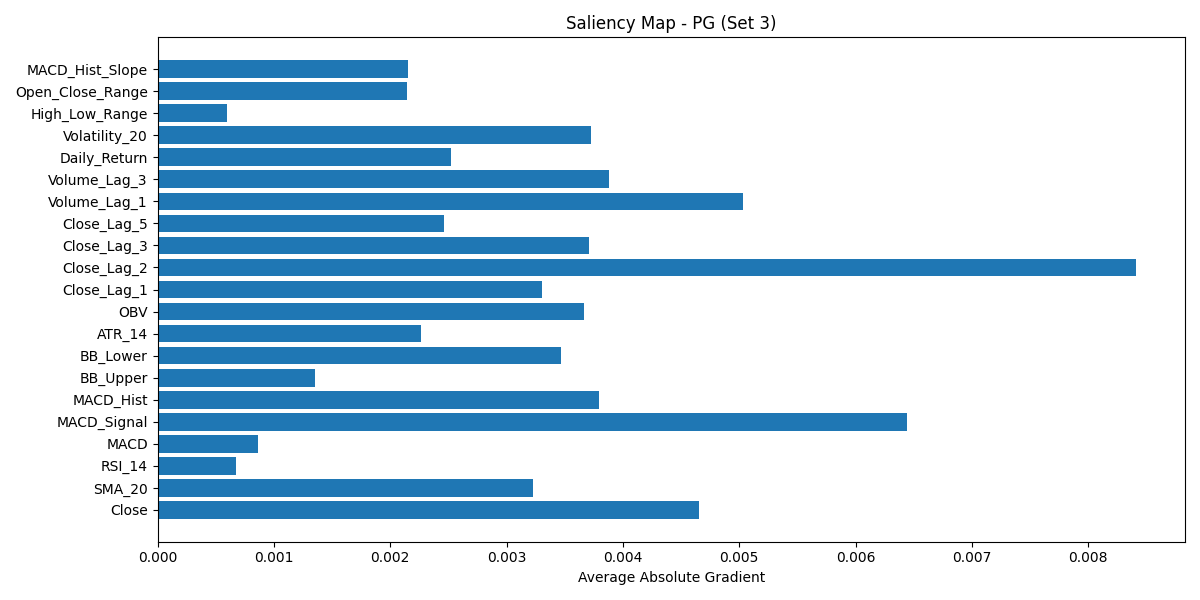 Saliency Map - PG (Set 3)
MACD_Hist_Slope
Open_Close_Range
High_Low_Range
Volatility_20
Daily_Return
Volume_Lag_3
Volume_Lag_1
Close_Lag_5
Close_Lag_3
Close_Lag_2
Close_Lag_1
OBV
ATR_14
BB_Lower
BB_Upper
MACD_Hist
MACD_Signal
MACD
RSI_14
SMA_20
Close
0.000 0.001 0.002 0.003 0.004 0.005 0.006 0.007 0.008
Average Absolute Gradient